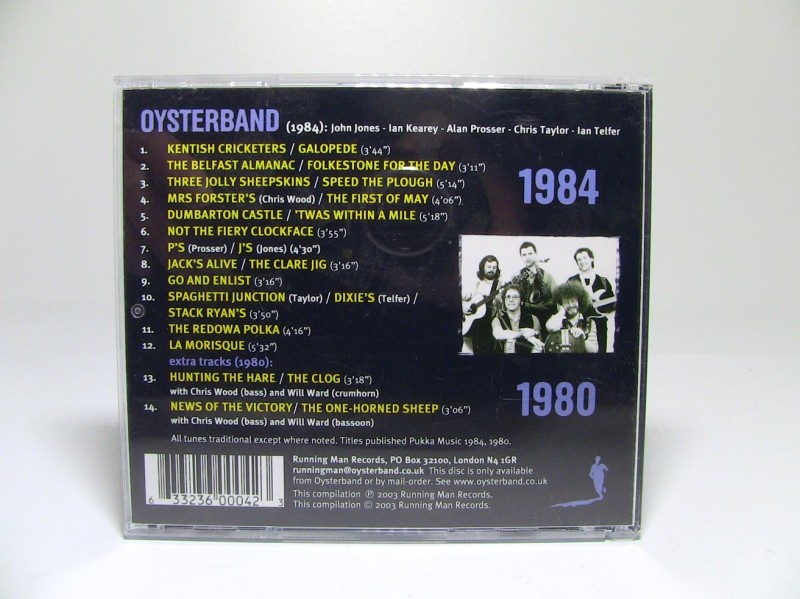 OYSTERBAND (1984): John Jones - Ian Kearey - Alan Prosser - Chris Taylor - Ian Telfer
1. KENTISH CRICKETERS / GALOPEDE (3'44")
2. THE BELFAST ALMANAC / FOLKESTONE FOR THE DAY (3'11")
3. THREE JOLLY SHEEPSKINS / SPEED THE PLOUGH (5'14")
4. MRS FORSTER'S (Chris Wood) / THE FIRST OF MAY (4'06")
5. DUMBARTON CASTLE / 'TWAS WITHIN A MILE (5'18")
6. NOT THE FIERY CLOCKFACE (3'55")
7. P'S (Prosser) / J'S (Jones) (4'30")
8. JACK'S ALIVE / THE CLARE JIG (3'16")
9. GO AND ENLIST (3'16")
10. SPAGHETTI JUNCTION (Taylor) / DIXIE'S (Telfer) /
STACK RYAN'S (3'50")
11. THE REDOWA POLKA (4'16")
12. LA MORISQUE (5'32")
1984
extra tracks (1980):
13. HUNTING THE HARE / THE CLOG (3'18")
with Chris Wood (bass) and Will Ward (crumhorn)
14. NEWS OF THE VICTORY / THE ONE-HORNED SHEEP (3'06")
with Chris Wood (bass) and Will Ward (bassoon)
1980
All tunes traditional except where noted. Titles published Pukka Music 1984, 1980.
Running Man Records, PO Box 32100, London N4 1GR
runningman@oysterband.co.uk This disc is only available
from Oysterband or by mail-order. See www.oysterband.co.uk
This compilation ℗ 2003 Running Man Records.
This compilation © 2003 Running Man Records.
6 33236 00042 3